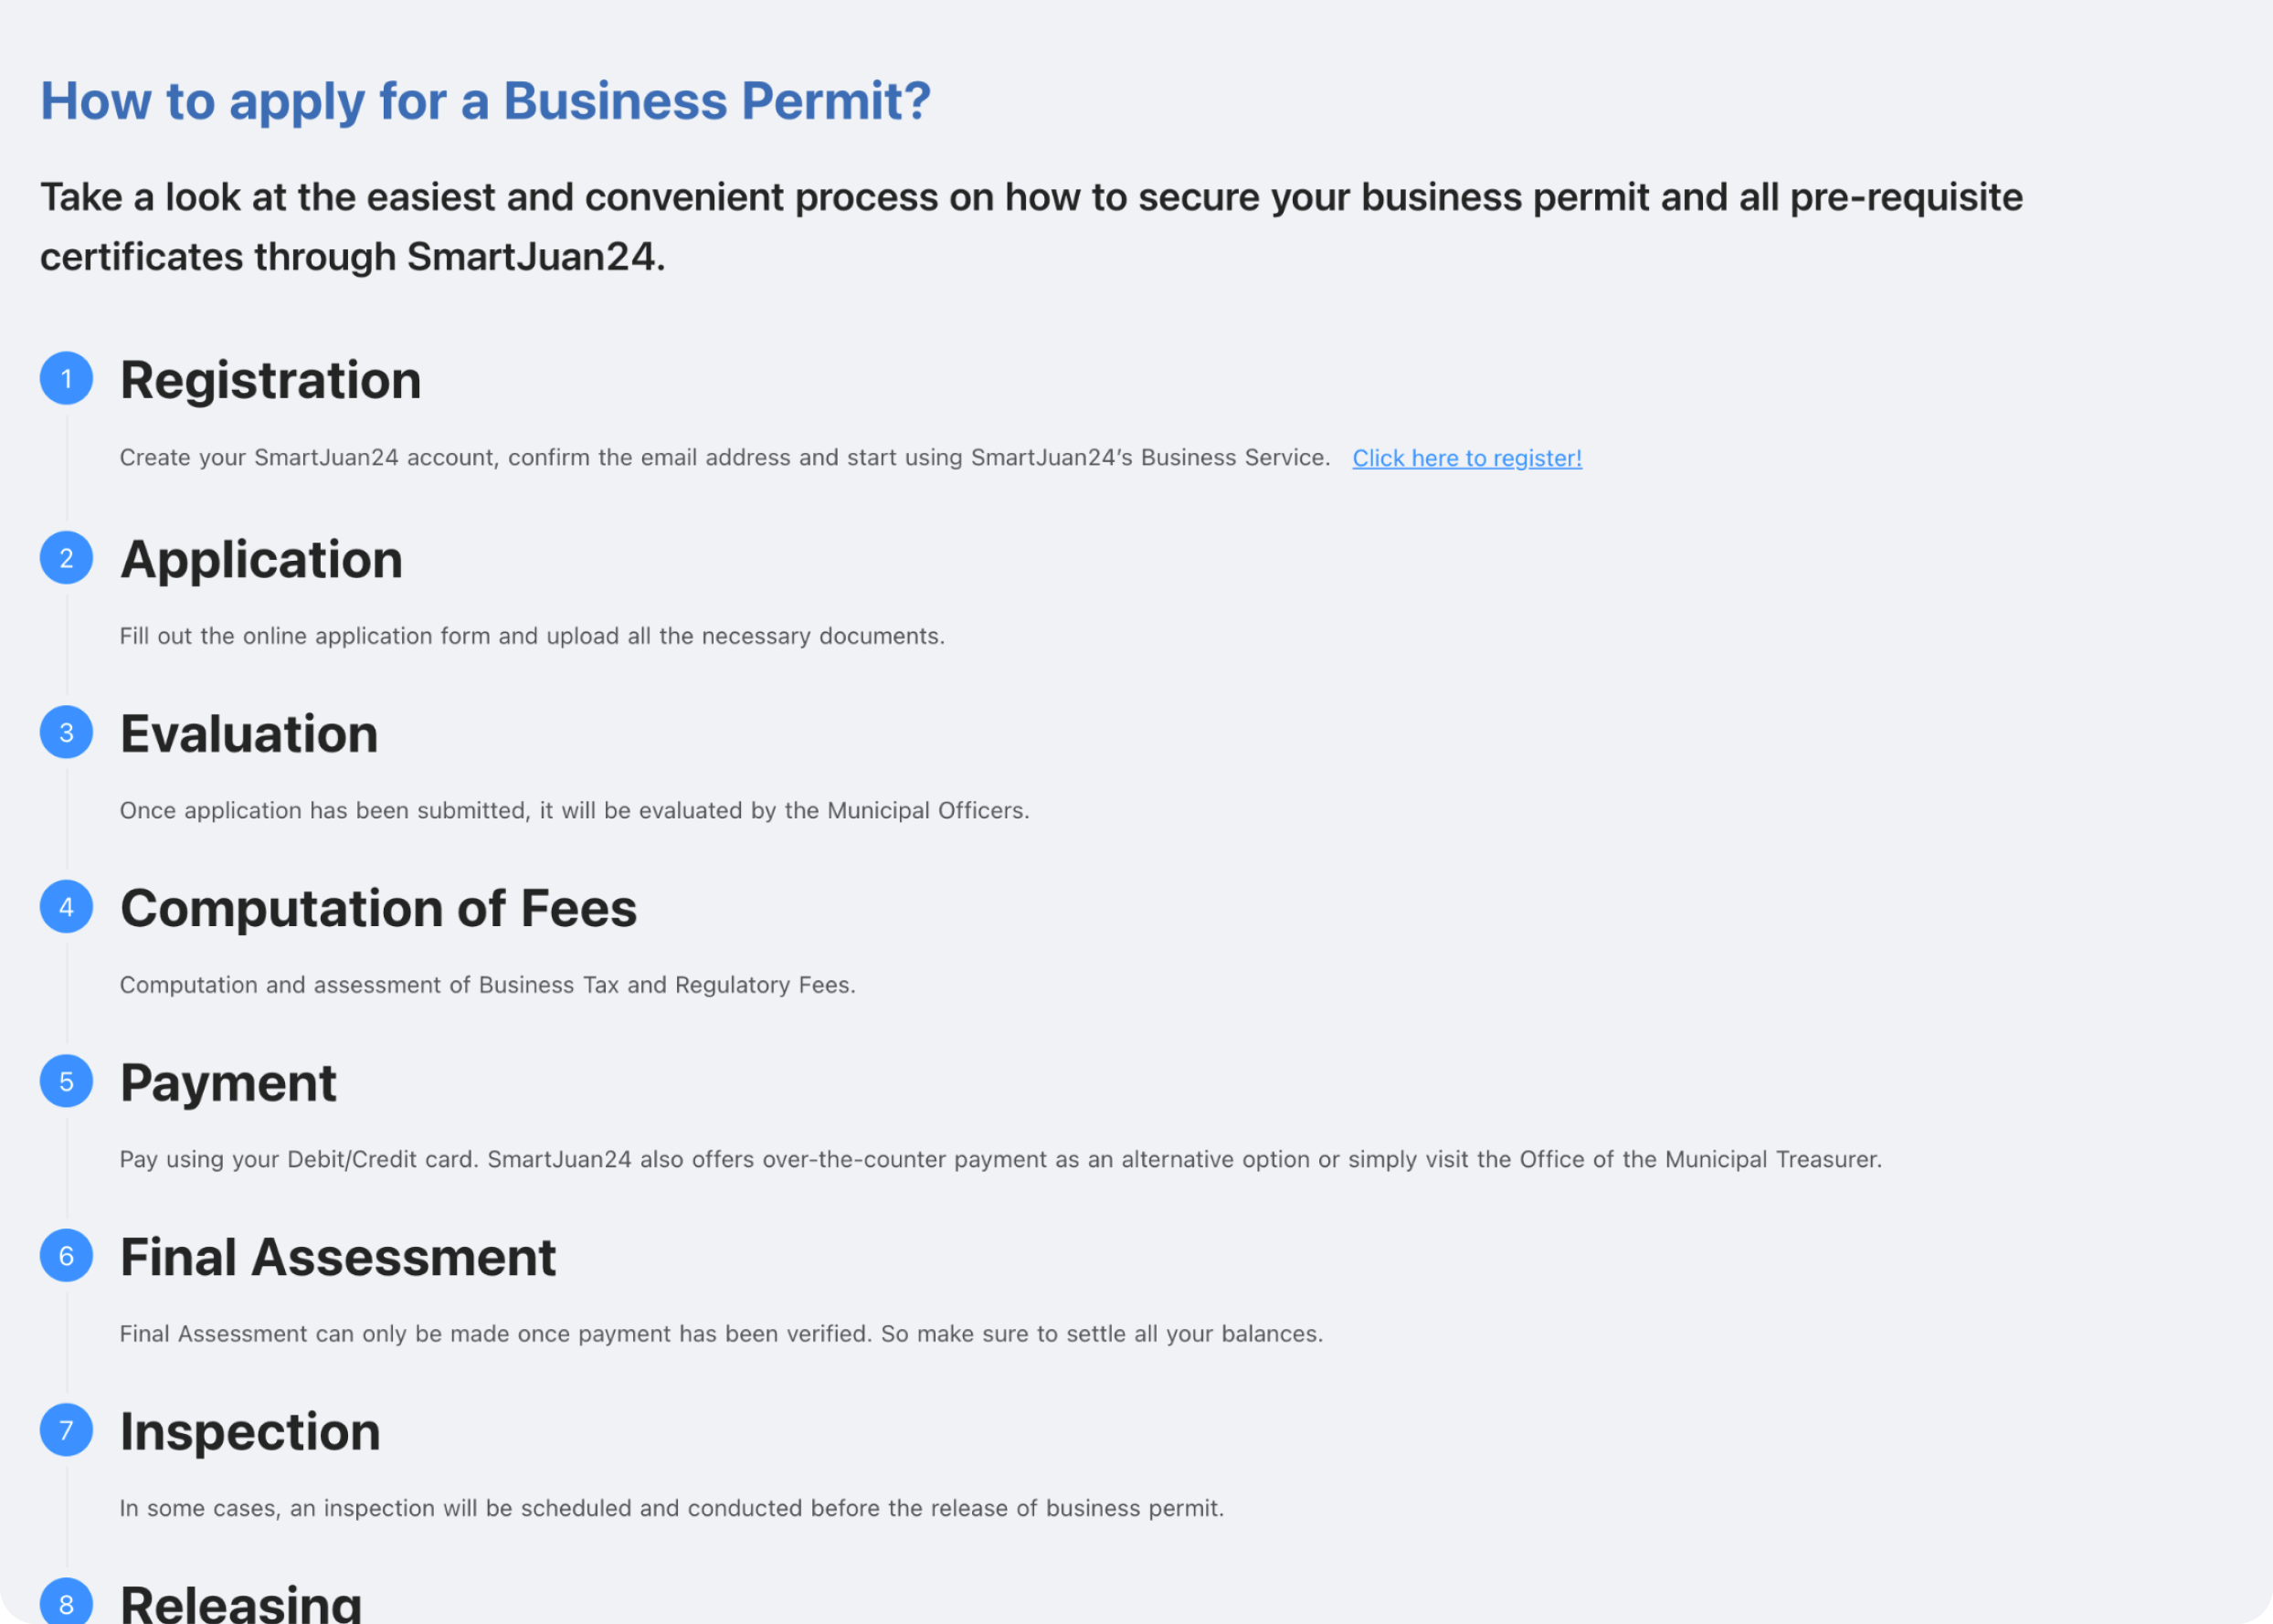 How to apply for a Business Permit?
Take a look at the easiest and convenient process on how to secure your business permit and all pre-requisite
certificates through SmartJuan24.
1 Registration
Create your SmartJuan24 account, confirm the email address and start using SmartJuan24’s Business Service. Click here to register!
2 Application
Fill out the online application form and upload all the necessary documents.
3 Evaluation
Once application has been submitted, it will be evaluated by the Municipal Officers.
4 Computation of Fees
Computation and assessment of Business Tax and Regulatory Fees.
5 Payment
Pay using your Debit/Credit card. SmartJuan24 also offers over-the-counter payment as an alternative option or simply visit the Office of the Municipal Treasurer.
6 Final Assessment
Final Assessment can only be made once payment has been verified. So make sure to settle all your balances.
7 Inspection
In some cases, an inspection will be scheduled and conducted before the release of business permit.
8 Releasing